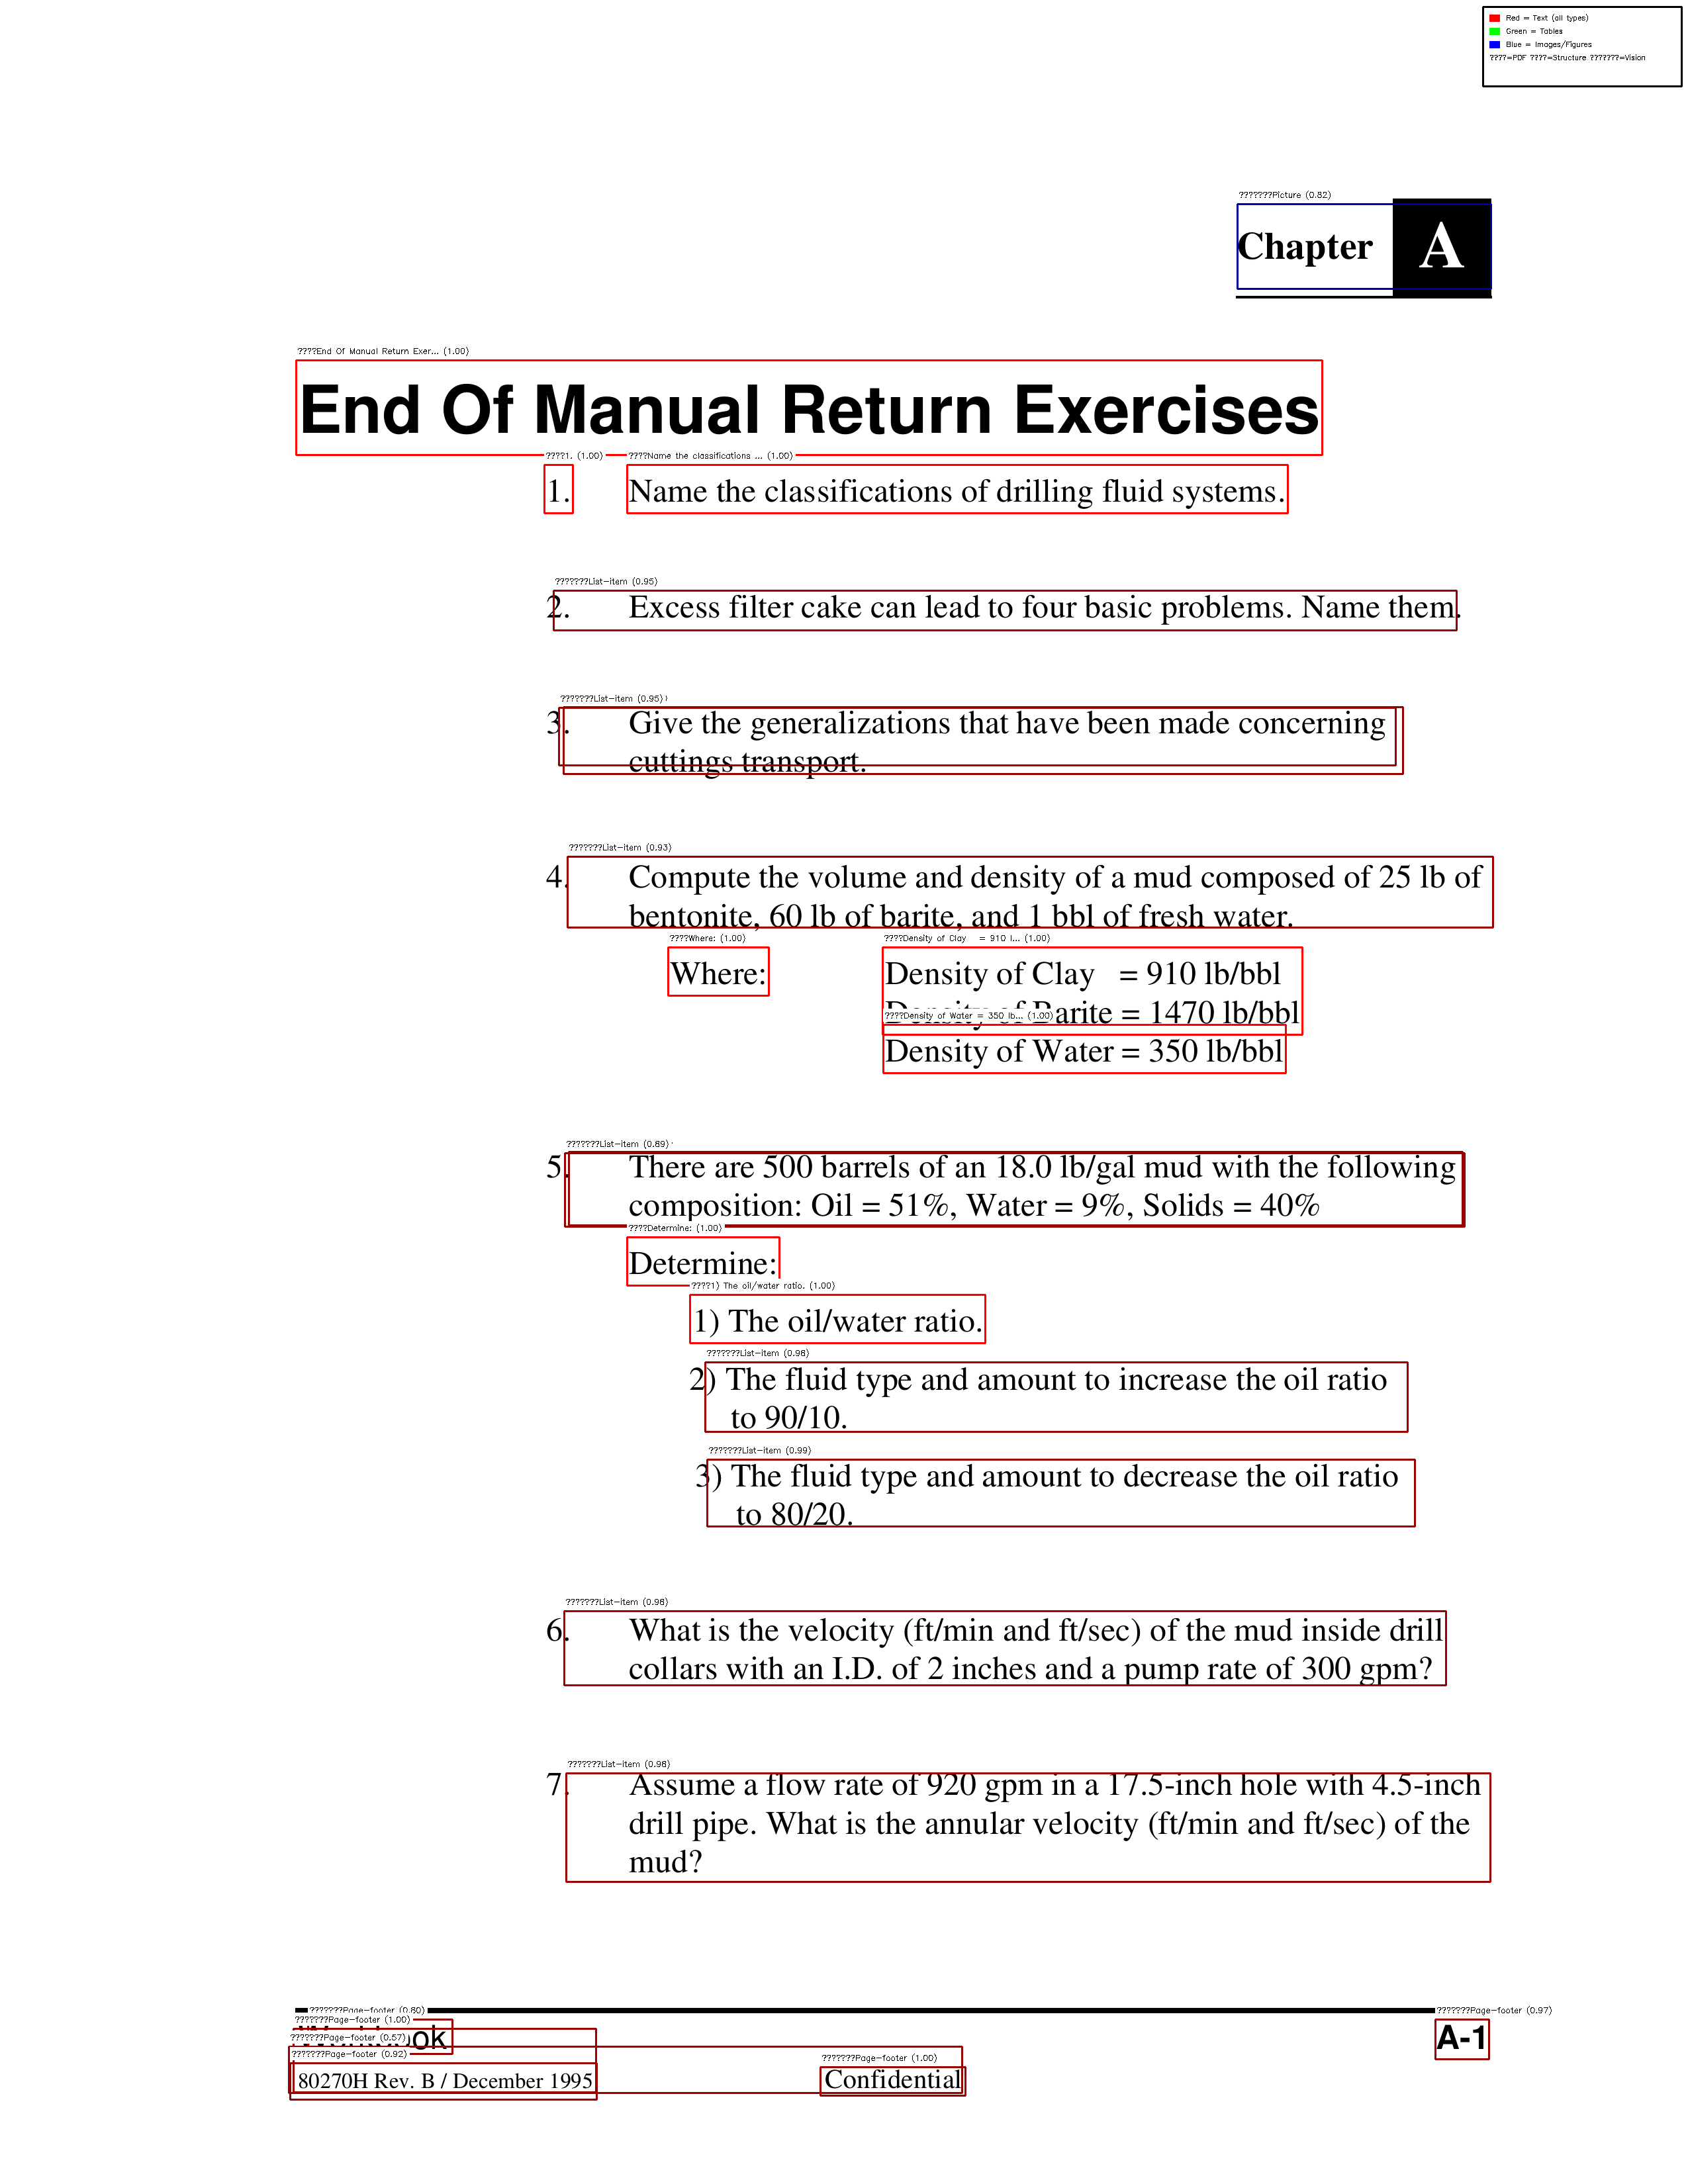 Red = Text (all types)
Green = Tables
Blue = Images/Figures
????=PDF ????=Structure ???????=Vision
???????Picture (0.82)
Chapter A
????End Of Manual Return Exer... (1.00)
End Of Manual Return Exercises
????1. (1.00) ????Name the classifications ... (1.00)
1. Name the classifications of drilling fluid systems.
???????List-item (0.95)
2. Excess filter cake can lead to four basic problems. Name them.
???????List-item (0.95)
3. Give the generalizations that have been made concerning
cuttings transport.
???????List-item (0.93)
4. Compute the volume and density of a mud composed of 25 lb of
bentonite, 60 lb of barite, and 1 bbl of fresh water.
????Where: (1.00) ????Density of Clay = 910 l... (1.00)
Where: Density of Clay = 910 lb/bbl
Density of Barite = 1470 lb/bbl
????Density of Water = 350 lb... (1.00)
Density of Water = 350 lb/bbl
???????List-item (0.89)
5. There are 500 barrels of an 18.0 lb/gal mud with the following
composition: Oil = 51%, Water = 9%, Solids = 40%
????Determine: (1.00)
Determine:
????1) The oil/water ratio. (1.00)
1) The oil/water ratio.
???????List-item (0.98)
2) The fluid type and amount to increase the oil ratio
to 90/10.
???????List-item (0.99)
3) The fluid type and amount to decrease the oil ratio
to 80/20.
???????List-item (0.98)
6. What is the velocity (ft/min and ft/sec) of the mud inside drill
collars with an I.D. of 2 inches and a pump rate of 300 gpm?
???????List-item (0.98)
7. Assume a flow rate of 920 gpm in a 17.5-inch hole with 4.5-inch
drill pipe. What is the annular velocity (ft/min and ft/sec) of the
mud?
???????Page-footer (0.80) ???????Page-footer (0.97)
???????Page-footer (1.00)
Workbook A-1
???????Page-footer (0.57)
???????Page-footer (0.92) ???????Page-footer (1.00)
80270H Rev. B / December 1995 Confidential